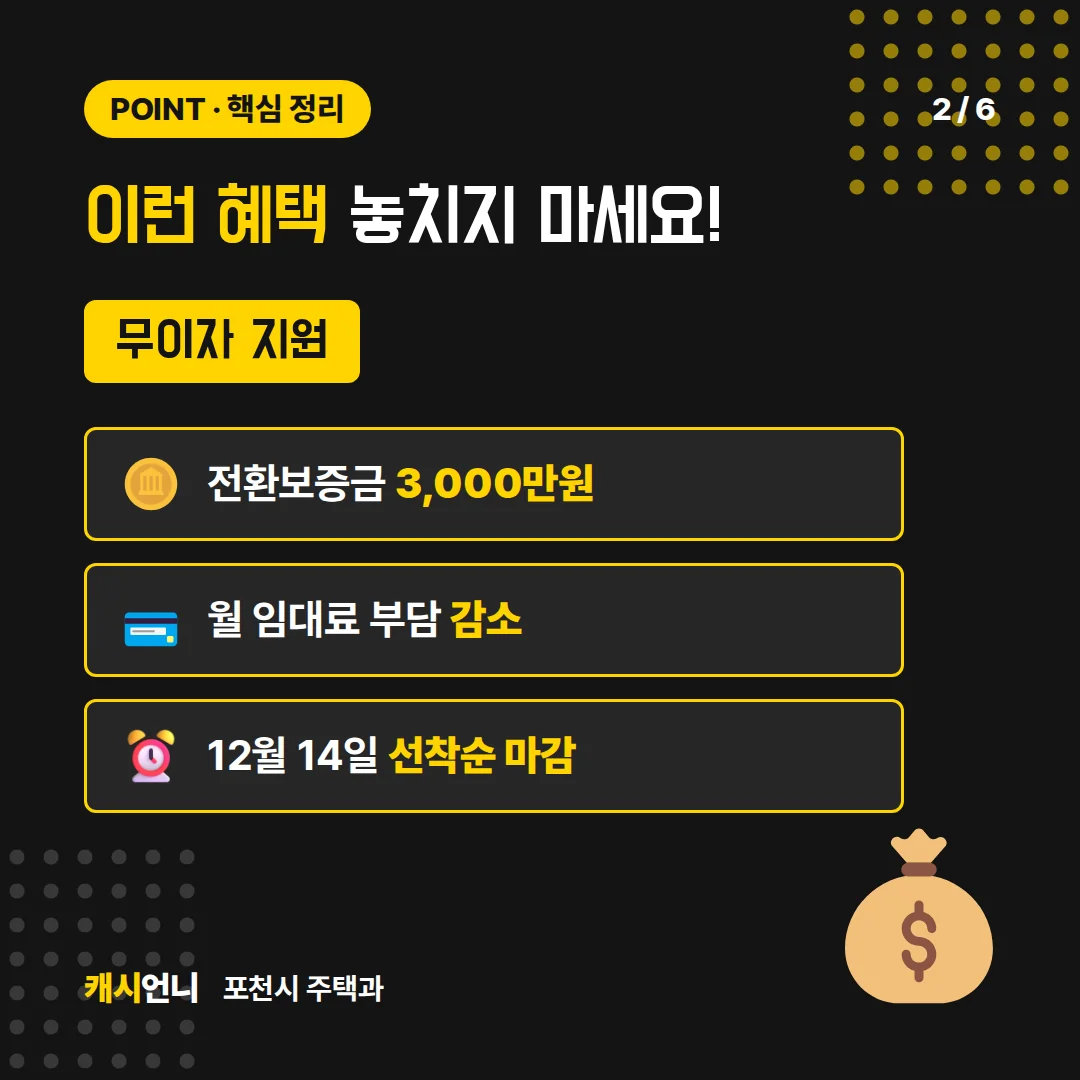 POINT · 핵심 정리
2 / 6
이런 혜택 놓치지 마세요!
무이자 지원
전환보증금 3,000만원
월 임대료 부담 감소
12월 14일 선착순 마감
$
캐시언니 포천시 주택과